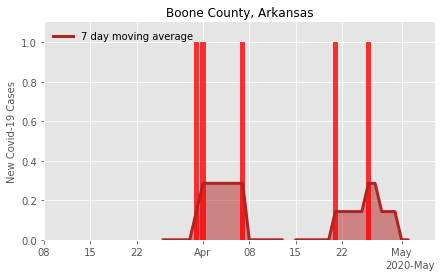 Boone County, Arkansas
7 day moving average
New Covid-19 Cases
1.0
0.8
0.6
0.4
0.2
0.0
08 15 22 Apr 08 15 22 May
2020-May